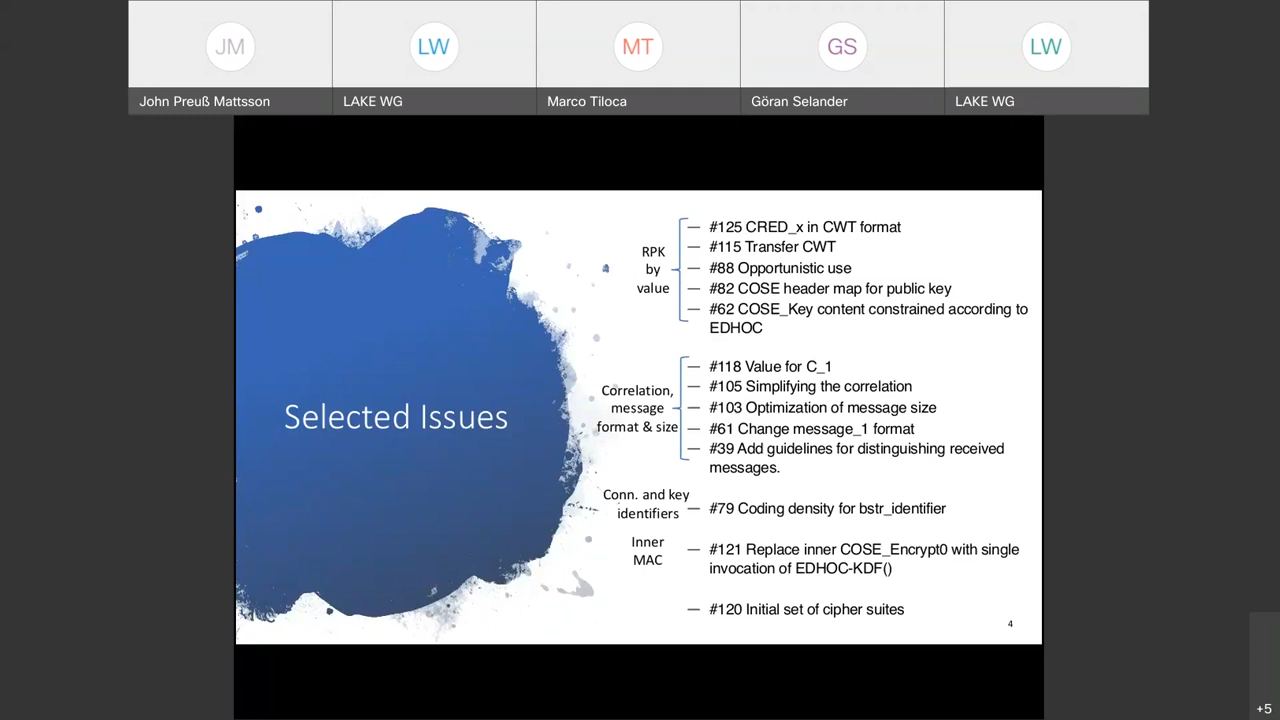 JM
LW
MT
GS
LW
John Preuß Mattsson
LAKE WG
Marco Tiloca
Göran Selander
LAKE WG
Selected Issues
RPK
by
value
— #125 CRED_x in CWT format
— #115 Transfer CWT
— #88 Opportunistic use
— #82 COSE header map for public key
— #62 COSE_Key content constrained according to
EDHOC
Correlation,
message
format & size
— #118 Value for C_1
— #105 Simplifying the correlation
— #103 Optimization of message size
— #61 Change message_1 format
— #39 Add guidelines for distinguishing received
messages.
Conn. and key
identifiers
— #79 Coding density for bstr_identifier
Inner
MAC
— #121 Replace inner COSE_Encrypt0 with single
invocation of EDHOC-KDF()
— #120 Initial set of cipher suites
4
+5